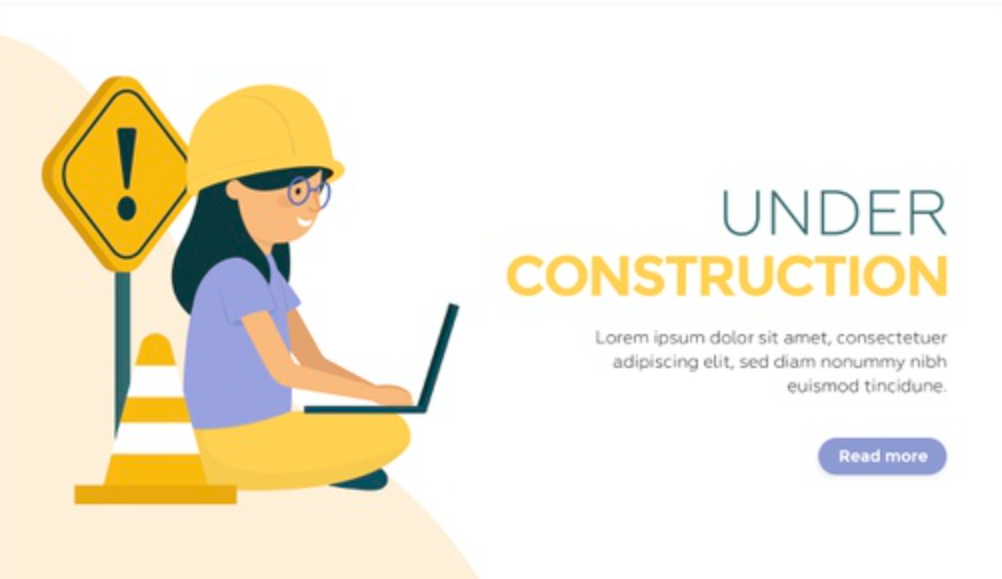 UNDER
CONSTRUCTION
Lorem ipsum dolor sit amet, consectetuer
adipiscing elit, sed diam nonummy nibh
euismod tincidune.
Read more
!